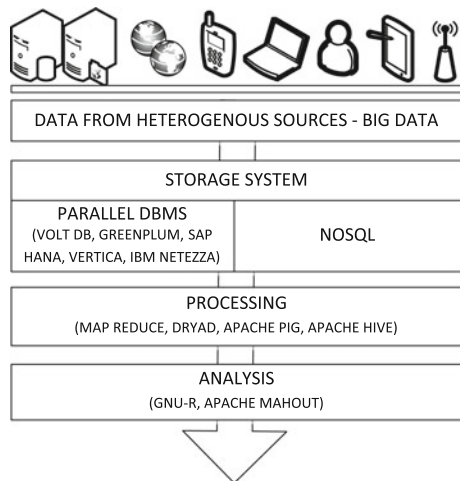 DATA FROM HETEROGENOUS SOURCES - BIG DATA
STORAGE SYSTEM
PARALLEL DBMS
(VOLT DB, GREENPLUM, SAP
HANA, VERTICA, IBM NETEZZA)
NOSQL
PROCESSING
(MAP REDUCE, DRYAD, APACHE PIG, APACHE HIVE)
ANALYSIS
(GNU-R, APACHE MAHOUT)